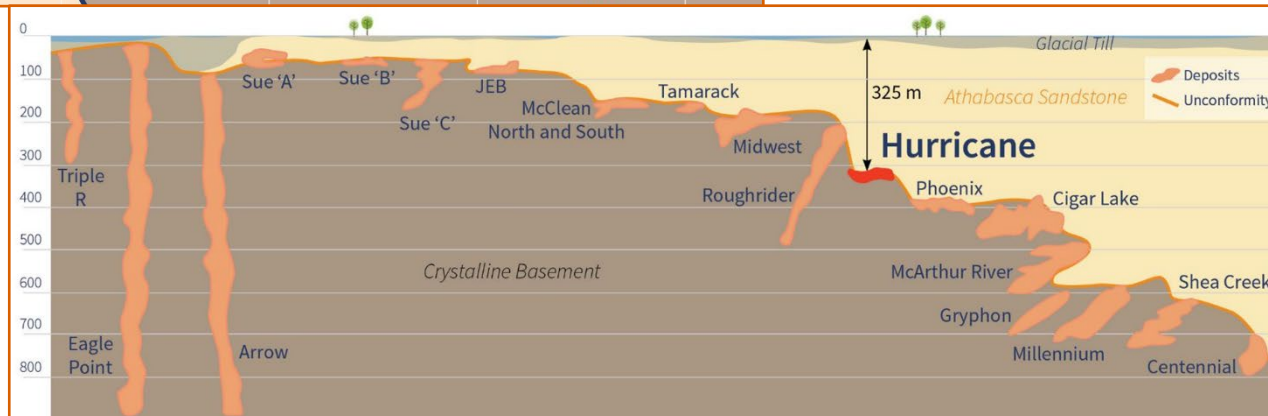 0
100
200
300
400
500
600
700
800
Glacial Till
Deposits
Unconformity
Athabasca Sandstone
325 m
Sue 'A'
Sue 'B'
Sue 'C'
JEB
McClean
North and South
Tamarack
Midwest
Hurricane
Triple
R
Roughrider
Phoenix
Cigar Lake
Crystalline Basement
McArthur River
Shea Creek
Gryphon
Eagle
Point
Arrow
Millennium
Centennial